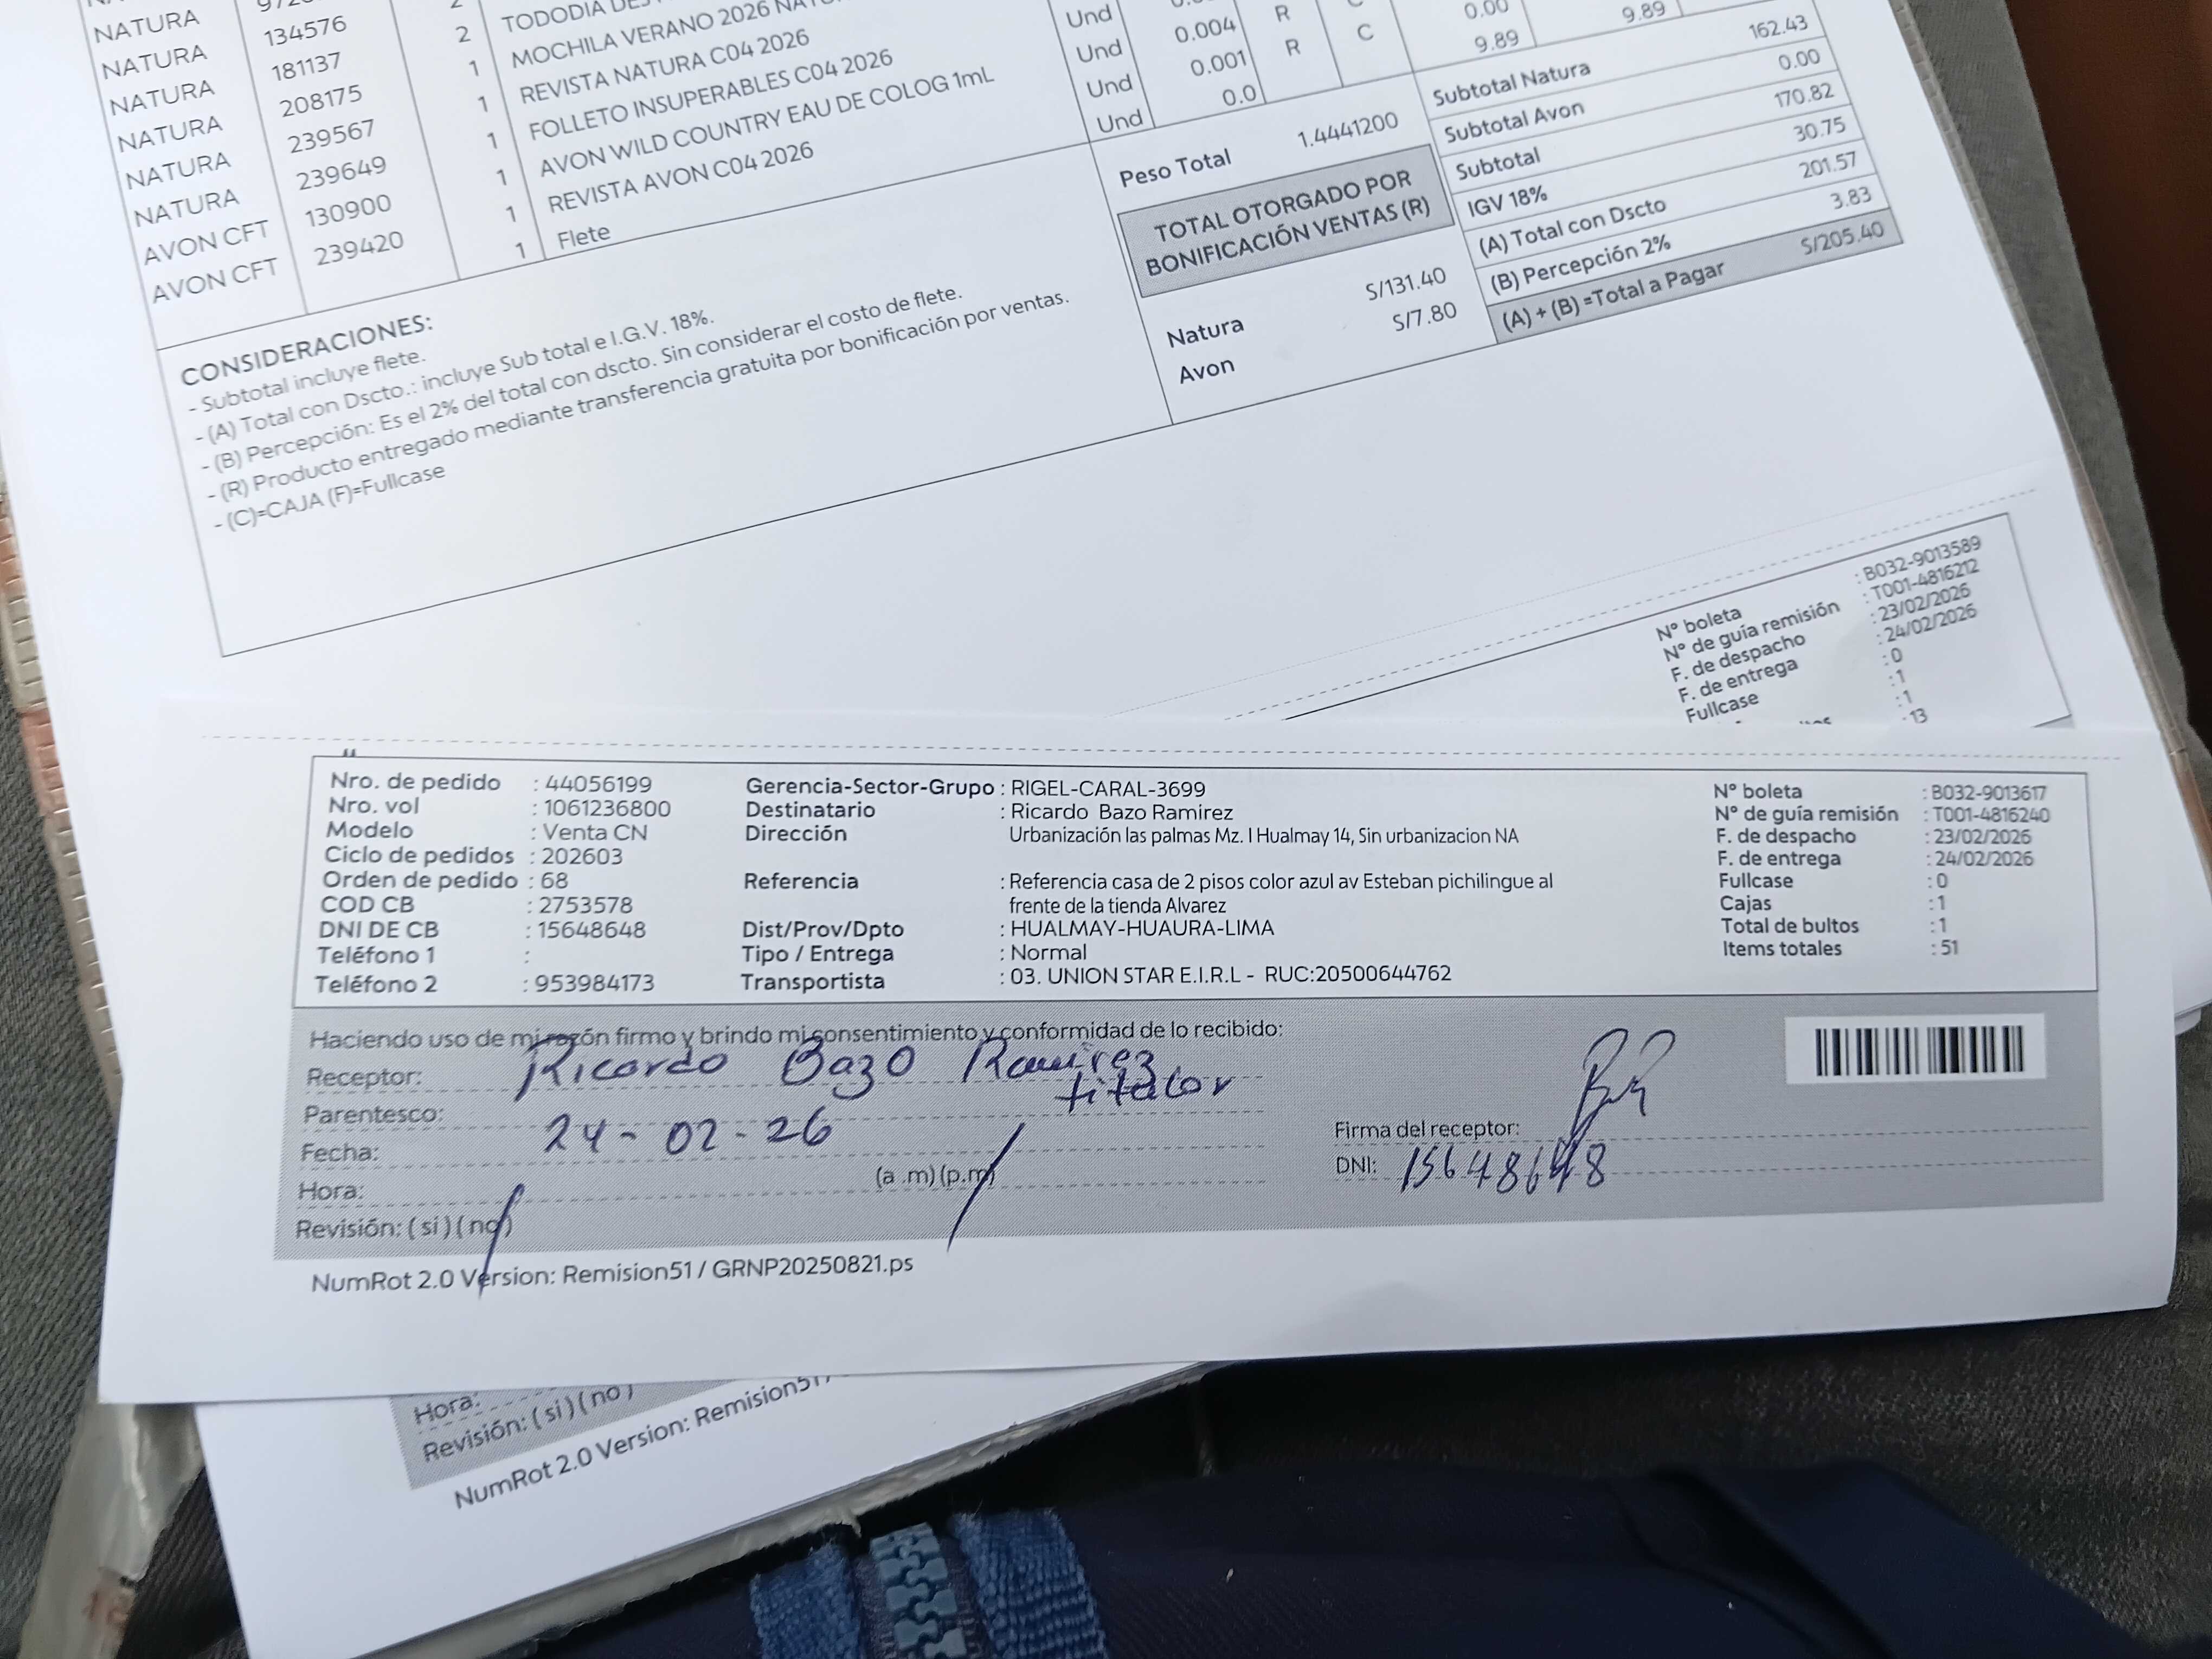 NATURA
NATURA 134576 2 TODODIA
NATURA 181137 1 MOCHILA VERANO 2026 Und 0.004 R 0.00 9.89
NATURA 208175 1 REVISTA NATURA C04 2026 Und 0.001 R C 9.89
NATURA 239567 1 FOLLETO INSUPERABLES C04 2026 Und 0.0
NATURA 239649 1 AVON WILD COUNTRY EAU DE COLOG 1mL Und
AVON CFT 130900 1 REVISTA AVON C04 2026
AVON CFT 239420 1 Flete
Peso Total 1.4441200
TOTAL OTORGADO POR
BONIFICACIÓN VENTAS (R)
Natura S/131.40
Avon S/7.80
Subtotal Natura 162.43
Subtotal Avon 0.00
Subtotal 170.82
IGV 18% 30.75
(A) Total con Dscto 201.57
(B) Percepción 2% 3.83
(A) + (B) =Total a Pagar S/205.40
CONSIDERACIONES:
- Subtotal incluye flete.
- (A) Total con Dscto.: incluye Sub total e I.G.V. 18%.
- (B) Percepción: Es el 2% del total con dscto. Sin considerar el costo de flete.
- (R) Producto entregado mediante transferencia gratuita por bonificación por ventas.
- (C)=CAJA (F)=Fullcase
N° boleta : B032-9013589
N° de guía remisión : T001-4816212
F. de despacho : 23/02/2026
F. de entrega : 24/02/2026
Fullcase : 0
: 1
: 1
13
Nro. de pedido : 44056199 Gerencia-Sector-Grupo : RIGEL-CARAL-3699 N° boleta : B032-9013617
Nro. vol : 1061236800 Destinatario : Ricardo Bazo Ramirez N° de guía remisión : T001-4816240
Modelo : Venta CN Dirección Urbanización las palmas Mz. I Hualmay 14, Sin urbanizacion NA F. de despacho : 23/02/2026
Ciclo de pedidos : 202603 F. de entrega : 24/02/2026
Orden de pedido : 68 Referencia : Referencia casa de 2 pisos color azul av Esteban pichilingue al Fullcase : 0
COD CB : 2753578 frente de la tienda Alvarez Cajas : 1
DNI DE CB : 15648648 Dist/Prov/Dpto : HUALMAY-HUAURA-LIMA Total de bultos : 1
Teléfono 1 : Tipo / Entrega : Normal Items totales : 51
Teléfono 2 : 953984173 Transportista : 03. UNION STAR E.I.R.L - RUC:20500644762
Haciendo uso de mi razón firmo y brindo mi consentimiento y conformidad de lo recibido:
Receptor: Ricardo Bazo Ramirez
Parentesco: titular
Fecha: 24-02-26 Firma del receptor:
Hora: (a .m) (p.m) DNI: 15648648
Revisión: ( si ) ( no )
NumRot 2.0 Version: Remision51 / GRNP20250821.ps
Hora:
Revisión: ( si ) ( no )
NumRot 2.0 Version: Remision51